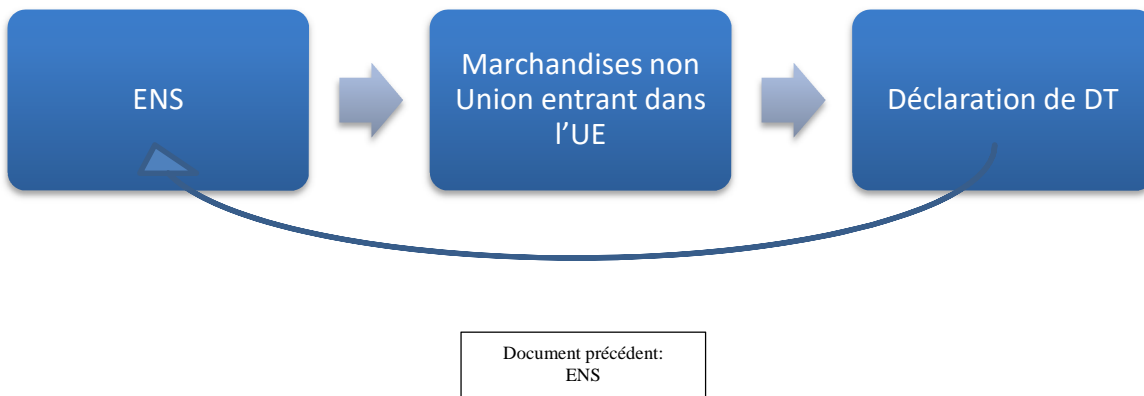 ENS
Marchandises non
Union entrant dans
l’UE
Déclaration de DT
Document précédent:
ENS